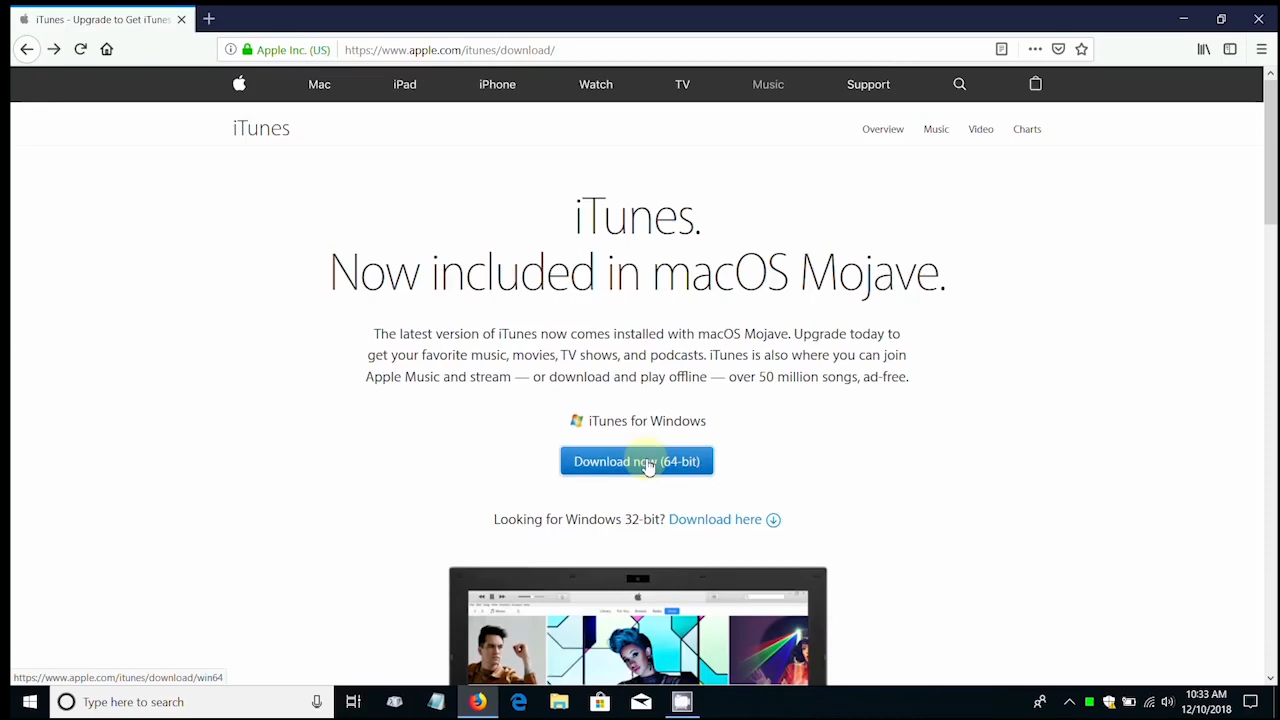 iTunes - Upgrade to Get iTunes
Apple Inc. (US)
https://www.apple.com/itunes/download/
Mac
iPad
iPhone
Watch
TV
Music
Support
iTunes
Overview
Music
Video
Charts
iTunes.
Now included in macOS Mojave.
The latest version of iTunes now comes installed with macOS Mojave. Upgrade today to
get your favorite music, movies, TV shows, and podcasts. iTunes is also where you can join
Apple Music and stream — or download and play offline — over 50 million songs, ad-free.
iTunes for Windows
Download now (64-bit)
Looking for Windows 32-bit? Download here
https://www.apple.com/itunes/download/win64
Type here to search
10:33 AM
12/10/2018